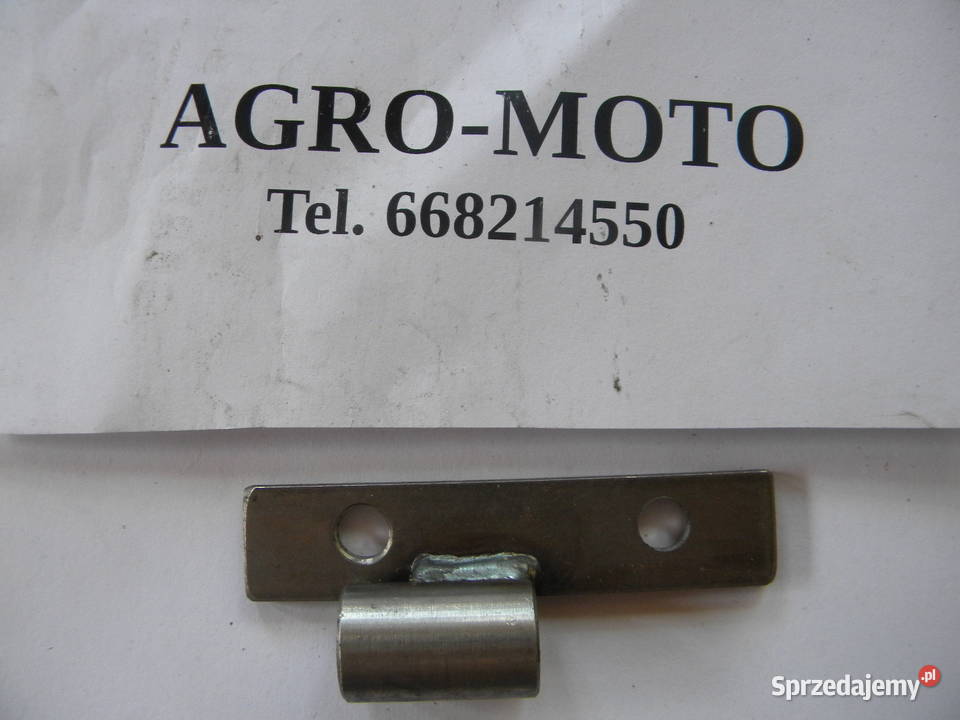 AGRO-MOTO
Tel. 668214550
Sprzedajemy.pl